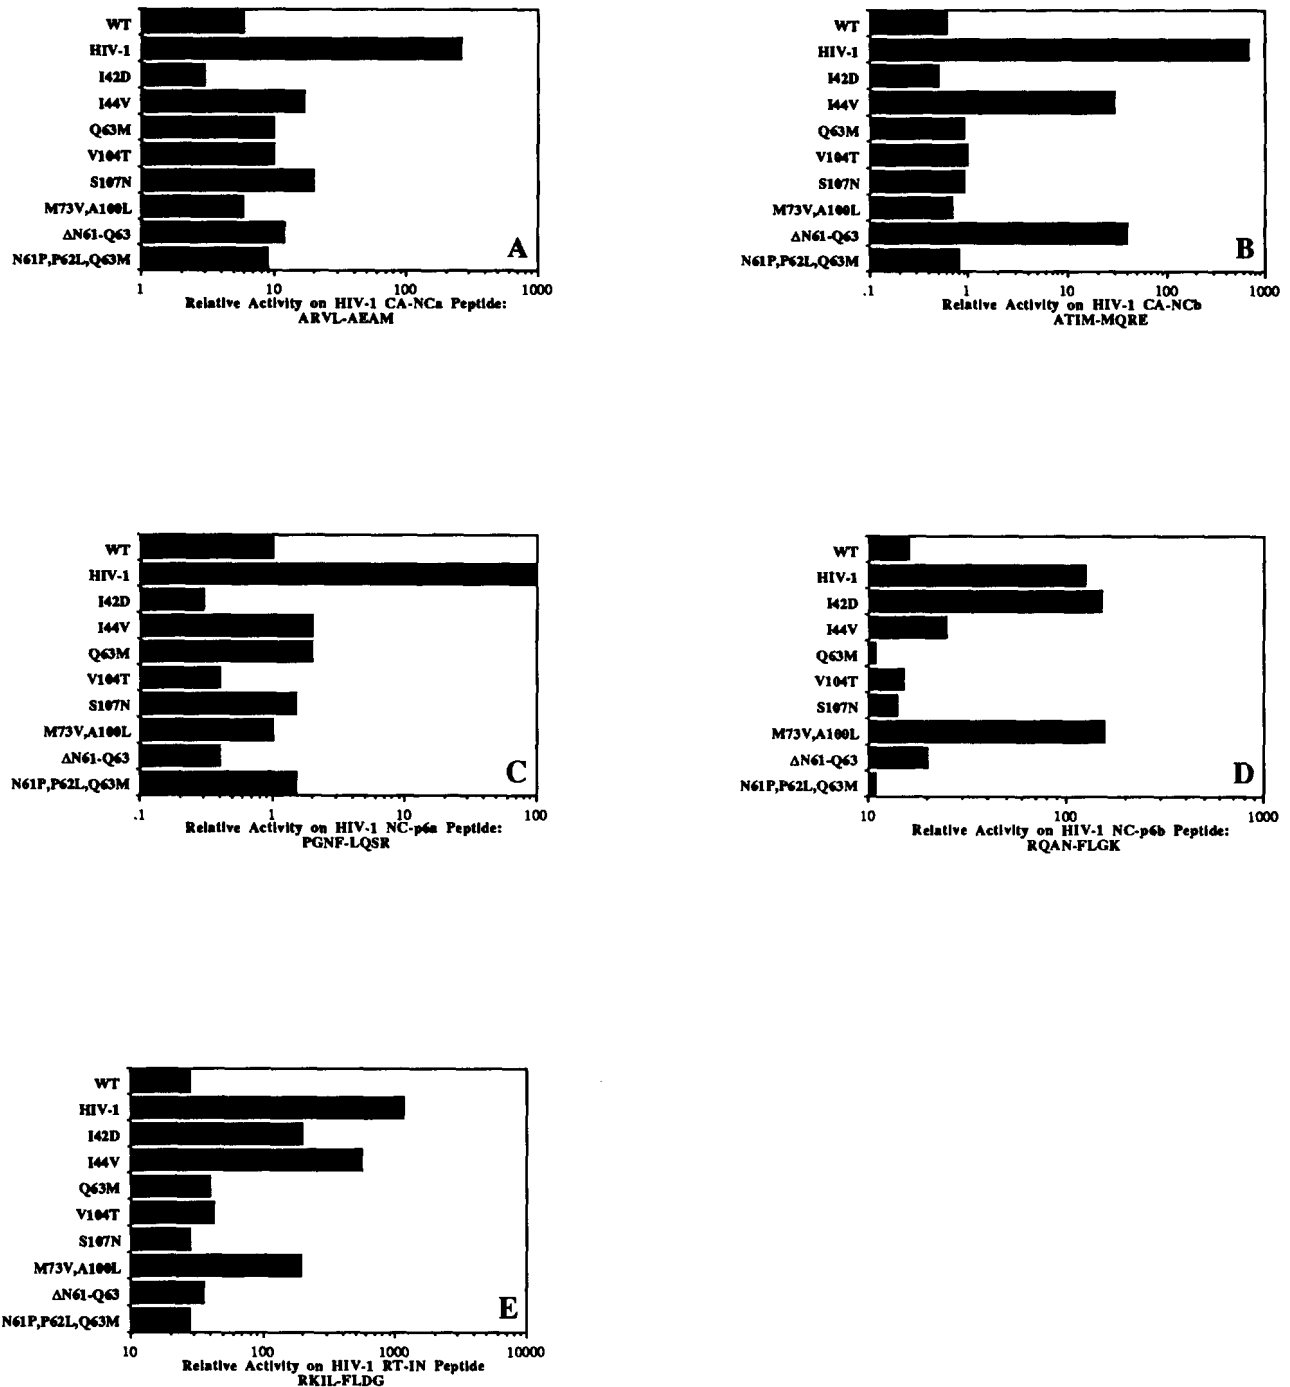 WT
HIV-1
I42D
I44V
Q63M
V104T
S107N
M73V,A100L
ΔN61-Q63
N61P,P62L,Q63M
A
1 10 100 1000
Relative Activity on HIV-1 CA-NCa Peptide:
ARVL-AEAM
WT
HIV-1
I42D
I44V
Q63M
V104T
S107N
M73V,A100L
ΔN61-Q63
N61P,P62L,Q63M
B
.1 1 10 100 1000
Relative Activity on HIV-1 CA-NCb
ATIM-MQRE
WT
HIV-1
I42D
I44V
Q63M
V104T
S107N
M73V,A100L
ΔN61-Q63
N61P,P62L,Q63M
C
.1 1 10 100
Relative Activity on HIV-1 NC-p6a Peptide:
PGNF-LQSR
WT
HIV-1
I42D
I44V
Q63M
V104T
S107N
M73V,A100L
ΔN61-Q63
N61P,P62L,Q63M
D
10 100 1000
Relative Activity on HIV-1 NC-p6b Peptide:
RQAN-FLGK
WT
HIV-1
I42D
I44V
Q63M
V104T
S107N
M73V,A100L
ΔN61-Q63
N61P,P62L,Q63M
E
10 100 1000 10000
Relative Activity on HIV-1 RT-IN Peptide
RKIL-FLDG